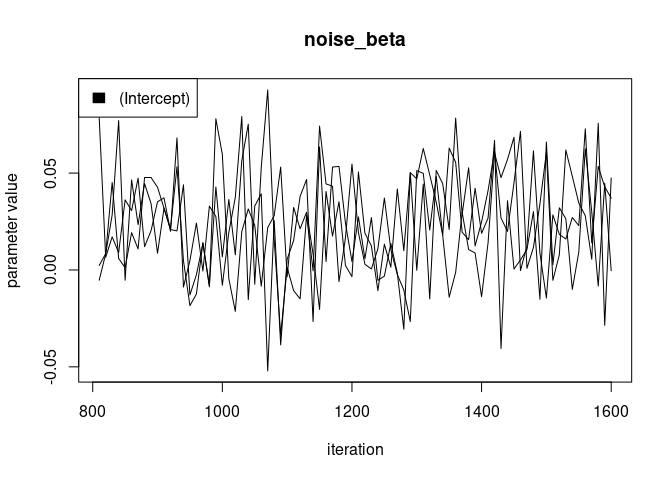 noise_beta
(Intercept)
parameter value
0.05
0.00
-0.05
800 1000 1200 1400 1600
iteration